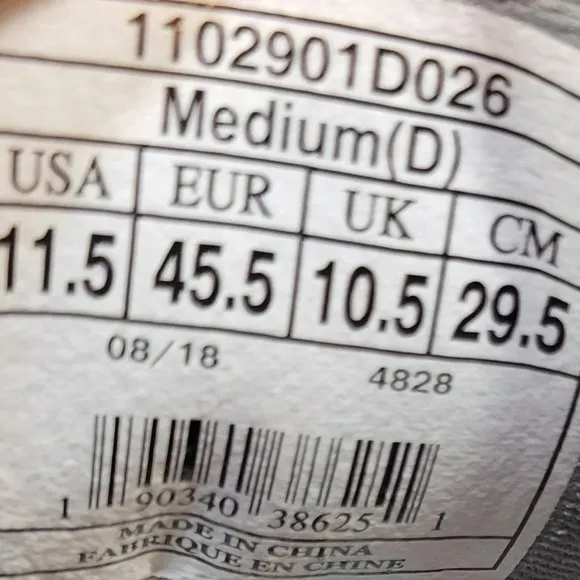 1102901D026
Medium(D)
USA EUR UK CM
11.5 45.5 10.5 29.5
08/18 4828
1 90340 38625 1
MADE IN CHINA
FABRIQUE EN CHINE